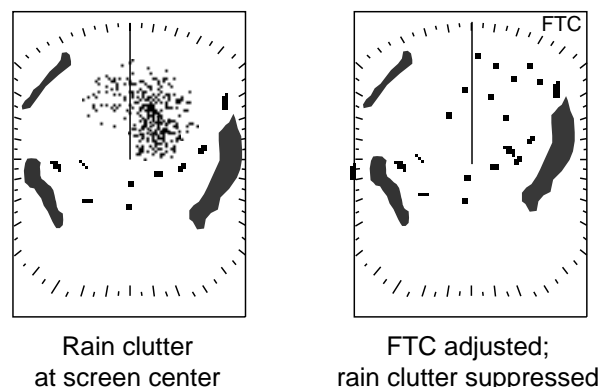 FTC
Rain clutter
at screen center
FTC adjusted;
rain clutter suppressed